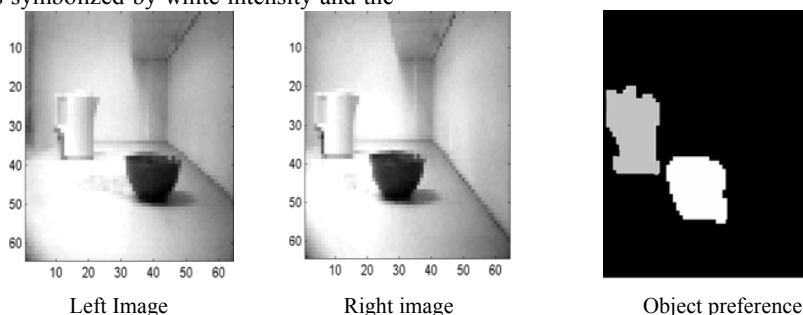 s symbolized by white intensity and the
10
20
30
40
50
60
10 20 30 40 50 60
10
20
30
40
50
60
10 20 30 40 50 60
Left Image
Right image
Object preference